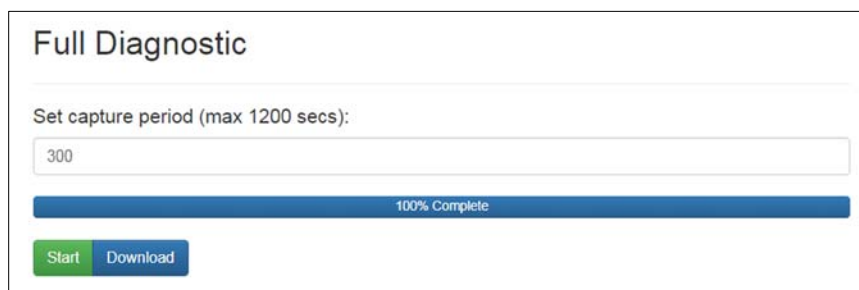 Full Diagnostic
Set capture period (max 1200 secs):
300
100% Complete
Start Download